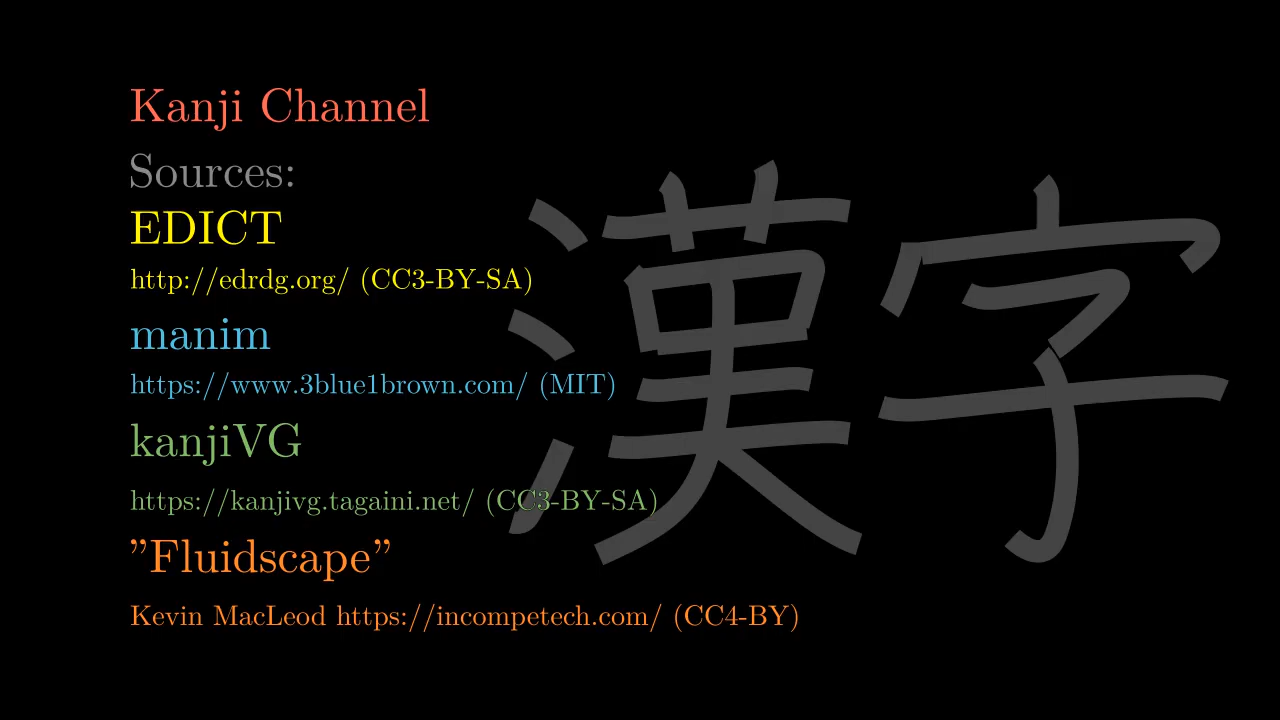 Kanji Channel
Sources:
EDICT
http://edrdg.org/ (CC3-BY-SA)
manim
https://www.3blue1brown.com/ (MIT)
kanjiVG
https://kanjivg.tagaini.net/ (CC3-BY-SA)
”Fluidscape”
Kevin MacLeod https://incompetech.com/ (CC4-BY)
漢字